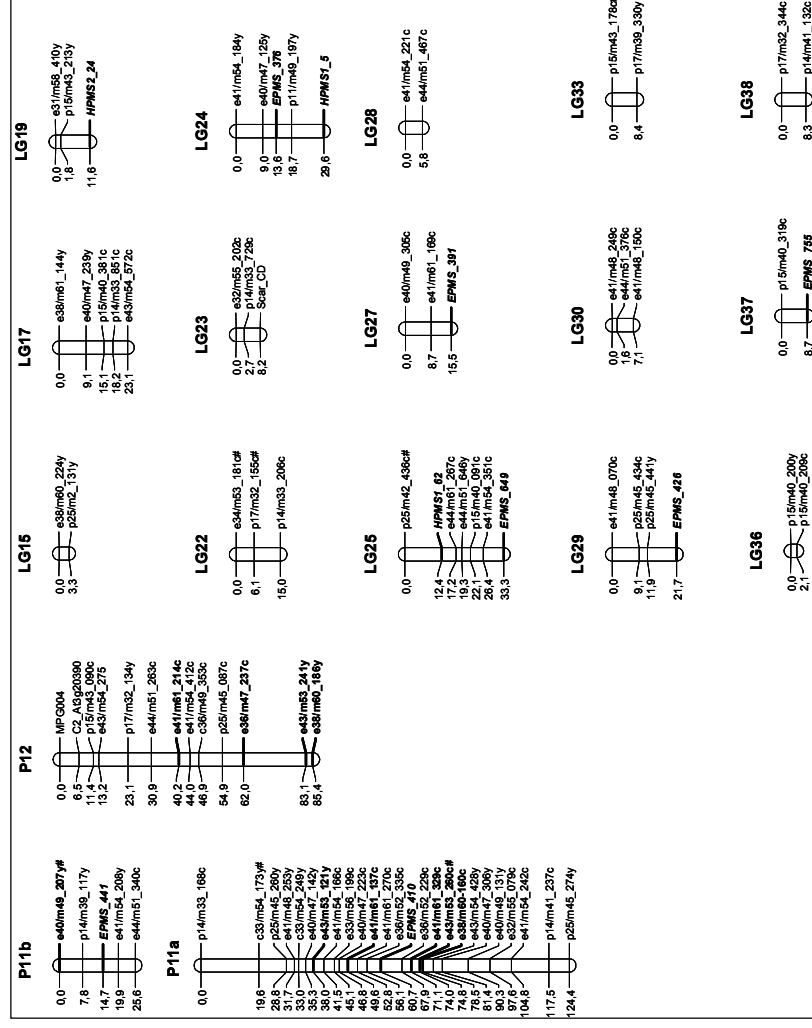 P11b
0,0 e40/m49_207y#
7,8 p14/m39_117y
14,7 EPMS_441
19,9 e41/m54_208y
25,6 e44/m51_340c
P11a
0,0 p14/m33_168c
19,6 c33/m54_173y#
28,8 p25/m45_260y
31,7 e41/m48_253y
33,0 c33/m54_249y
35,3 e40/m47_142y
38,0 e43/m53_121y
41,5 e41/m54_166c
45,1 e33/m56_199c
46,8 e40/m47_223c
49,6 e41/m61_137c
52,8 e41/m61_270c
56,1 e36/m52_335c
60,7 EPMS_410
67,9 e36/m52_229c
71,1 e41/m61_329c
74,0 e43/m53_260c#
74,8 e38/m60-160c
78,5 e43/m54_428y
81,4 e40/m47_306y
90,3 e40/m49_131y
97,6 e32/m55_079c
104,8 e41/m54_242c
117,5 p14/m41_237c
124,4 p25/m45_274y
P12
0,0 MPG004
6,5 C2_At3g20390
11,4 p15/m43_090c
13,2 e43/m54_275
23,1 p17/m32_134y
30,9 e44/m51_263c
40,2 e41/m61_214c
44,0 e41/m54_412c
46,9 c36/m49_353c
54,9 p25/m45_087c
62,0 e36/m47_237c
83,1 e43/m53_241y
85,4 e38/m60_186y
LG15
0,0 e38/m60_224y
3,3 p25/m2_131y
LG17
0,0 e38/m61_144y
9,1 e40/m47_239y
15,1 p15/m40_381c
18,2 p14/m33_851c
23,1 e43/m54_572c
LG19
0,0 e31/m58_410y
1,8 p15/m43_213y
11,6 HPMS2_24
LG22
0,0 e34/m53_181c#
6,1 p17/m32_155c#
15,0 p14/m33_206c
LG23
0,0 e32/m55_202c
2,7 p14/m33_729c
8,2 Scar_CD
LG24
0,0 e41/m54_184y
9,0 e40/m47_125y
13,6 EPMS_376
18,7 p11/m49_197y
29,6 HPMS1_5
LG25
0,0 p25/m42_436c#
12,4 HPMS1_62
17,2 e44/m61_267c
19,3 e44/m51_646y
22,1 p15/m40_091c
26,4 e41/m54_351c
33,3 EPMS_649
LG27
0,0 e40/m49_305c
8,7 e41/m61_169c
15,5 EPMS_391
LG28
0,0 e41/m54_221c
5,8 e44/m51_467c
LG29
0,0 e41/m48_070c
9,1 p25/m45_434c
11,9 p25/m45_441y
21,7 EPMS_426
LG30
0,0 e41/m48_249c
1,6 e44/m51_376c
7,1 e41/m48_150c
LG33
0,0 p15/m43_178c
8,4 p17/m39_330y
LG36
0,0 p15/m40_200y
2,1 p15/m40_209c
LG37
0,0 p15/m40_319c
8,7 EPMS_755
LG38
0,0 p17/m32_344c
8,3 p14/m41_132c